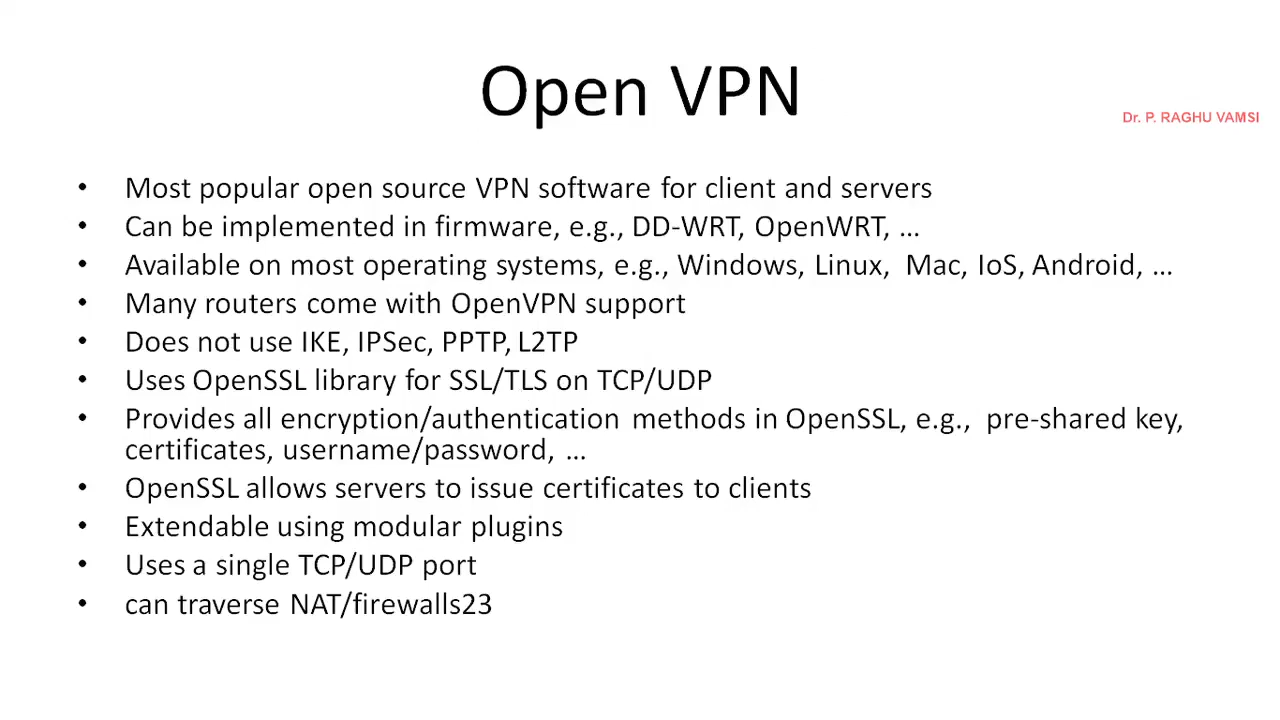 Open VPN
Dr. P. RAGHU VAMSI
• Most popular open source VPN software for client and servers
• Can be implemented in firmware, e.g., DD-WRT, OpenWRT, …
• Available on most operating systems, e.g., Windows, Linux,  Mac, IoS, Android, …
• Many routers come with OpenVPN support
• Does not use IKE, IPSec, PPTP, L2TP
• Uses OpenSSL library for SSL/TLS on TCP/UDP
• Provides all encryption/authentication methods in OpenSSL, e.g.,  pre-shared key,
certificates, username/password, …
• OpenSSL allows servers to issue certificates to clients
• Extendable using modular plugins
• Uses a single TCP/UDP port
• can traverse NAT/firewalls23